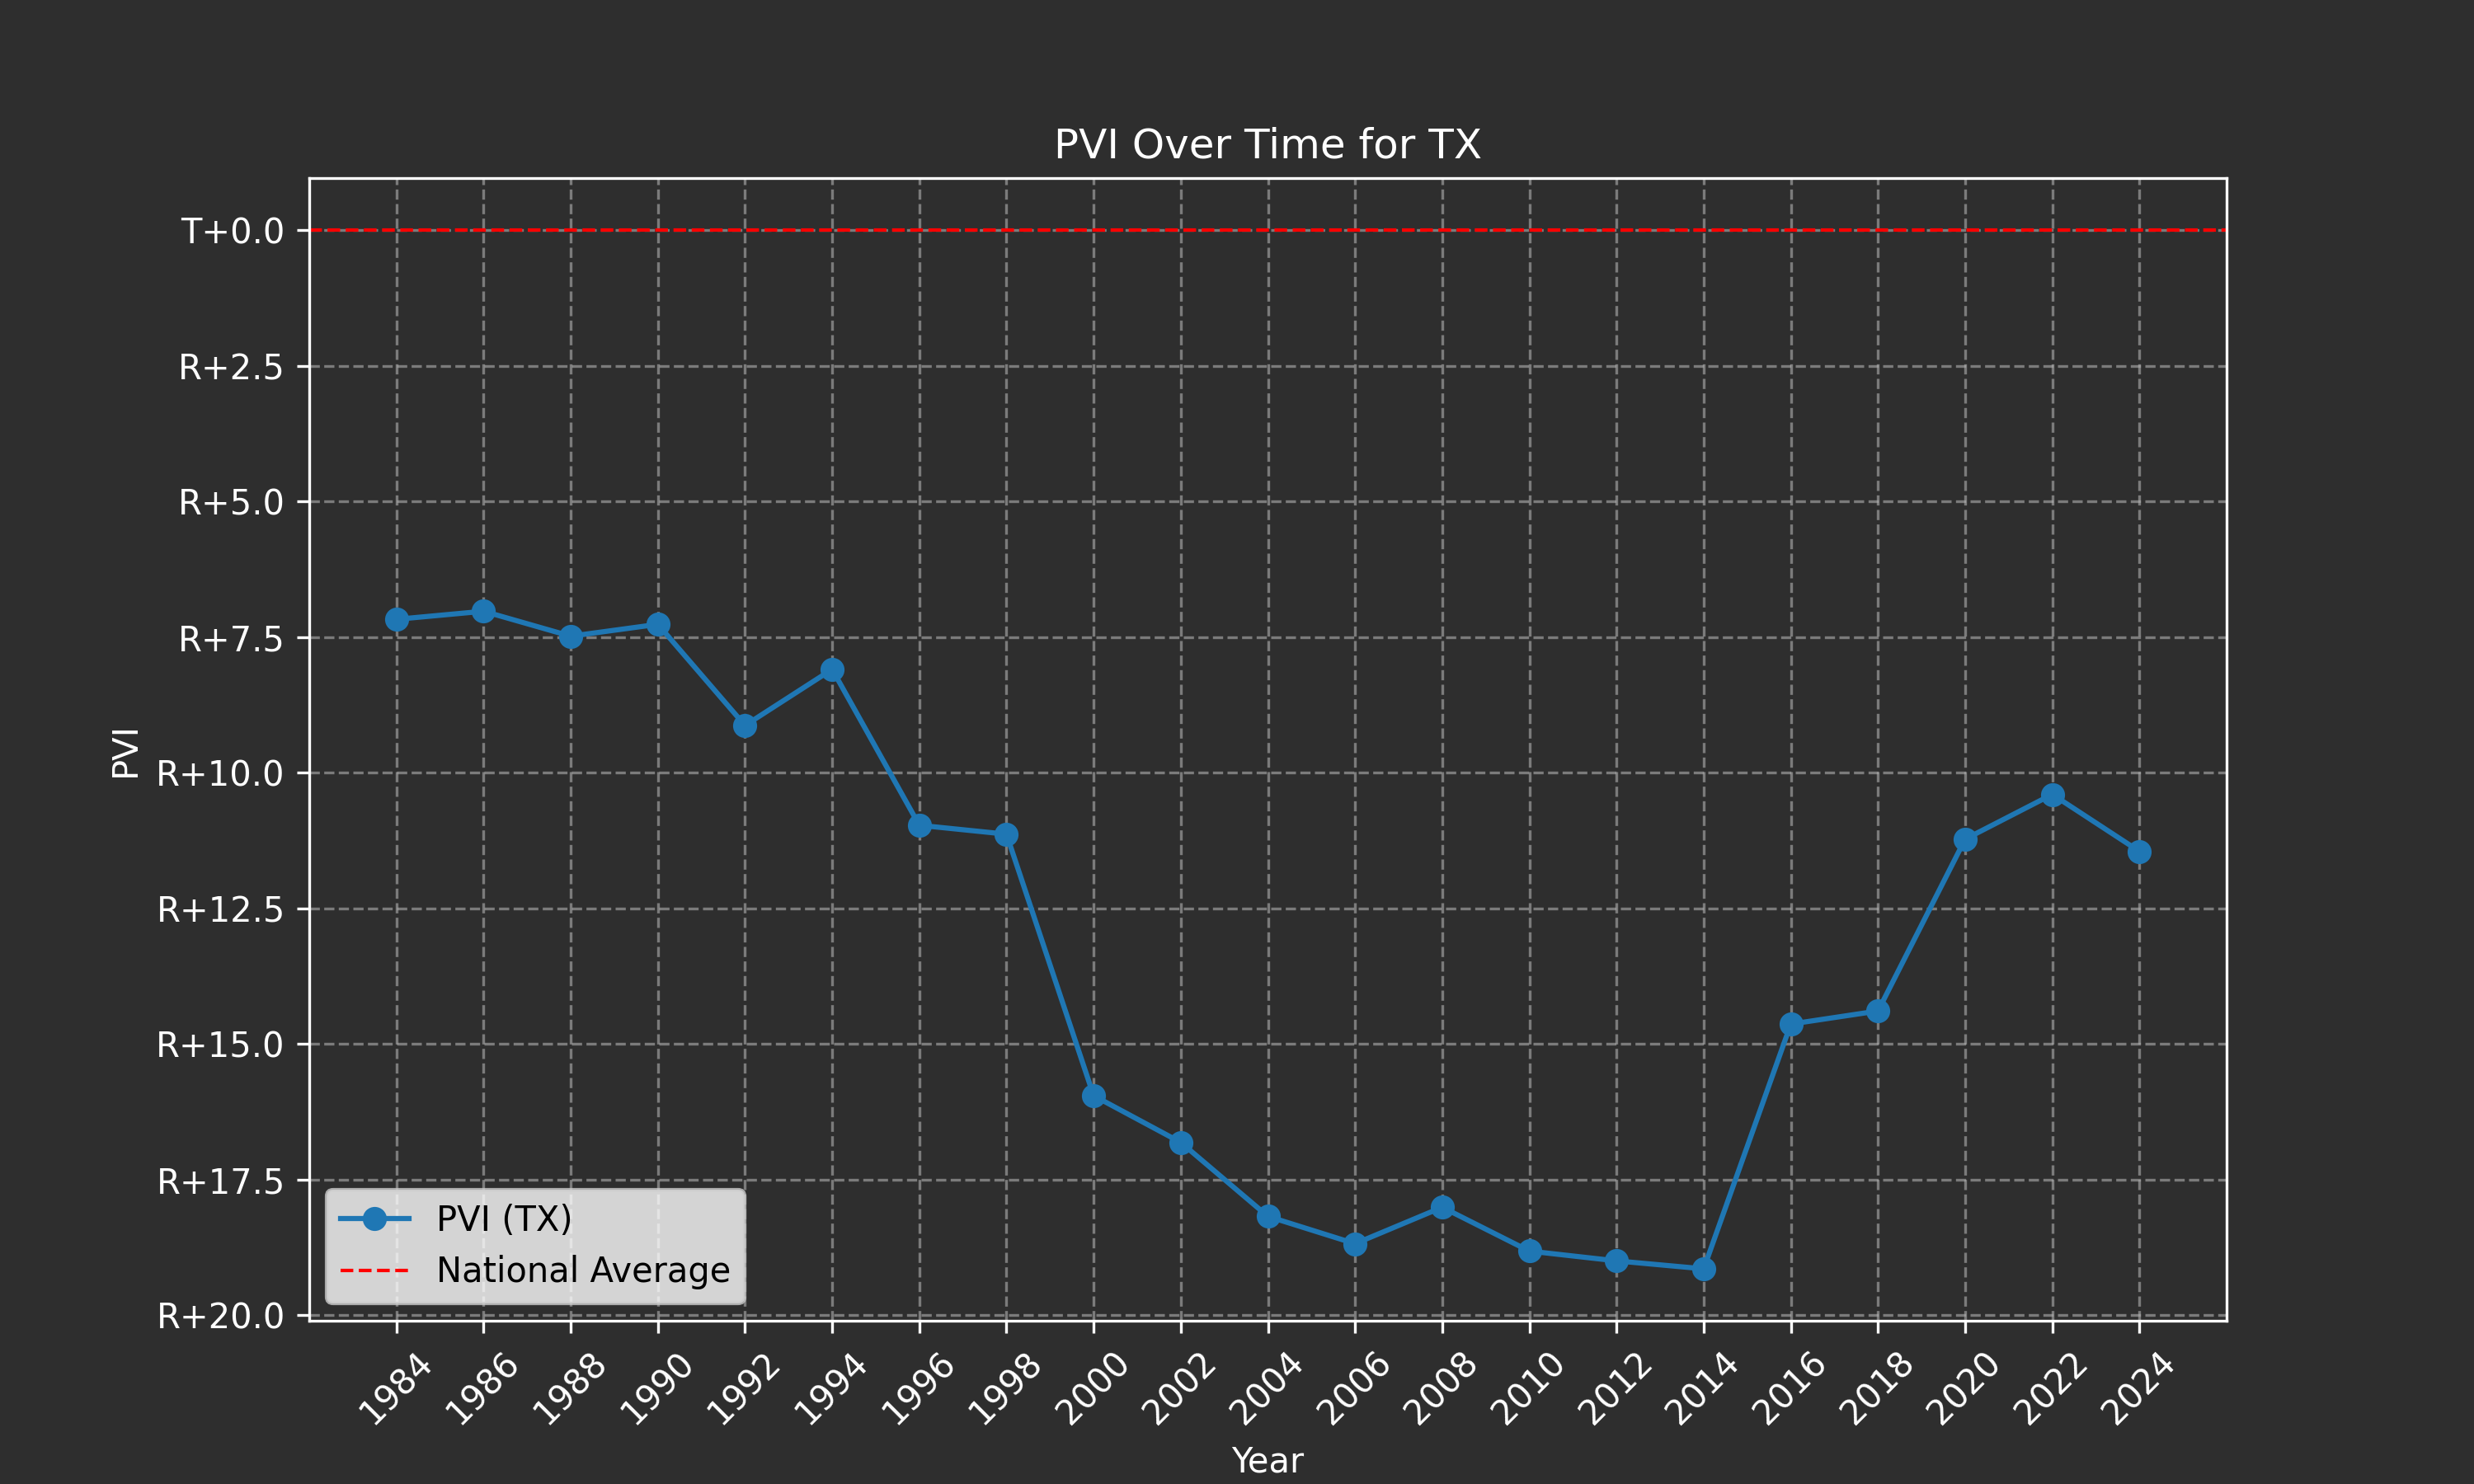 PVI Over Time for TX
T+0.0
R+2.5
R+5.0
R+7.5
R+10.0
R+12.5
R+15.0
R+17.5
R+20.0
PVI
PVI (TX)
National Average
1984
1986
1988
1990
1992
1994
1996
1998
2000
2002
2004
2006
2008
2010
2012
2014
2016
2018
2020
2022
2024
Year